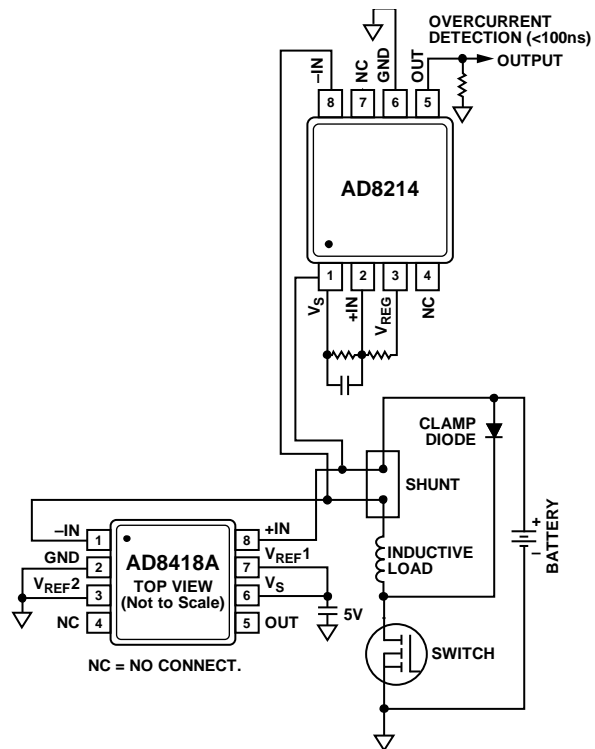 OVERCURRENT
DETECTION (<100ns)
OUTPUT
–IN
NC
GND
OUT
8
7
6
5
AD8214
1
2
3
4
VS
+IN
VREG
NC
CLAMP
DIODE
SHUNT
BATTERY
+
–
INDUCTIVE
LOAD
SWITCH
–IN
1
GND
2
VREF2
3
NC
4
AD8418A
TOP VIEW
(Not to Scale)
8
+IN
7
VREF1
6
VS
5
OUT
5V
NC = NO CONNECT.